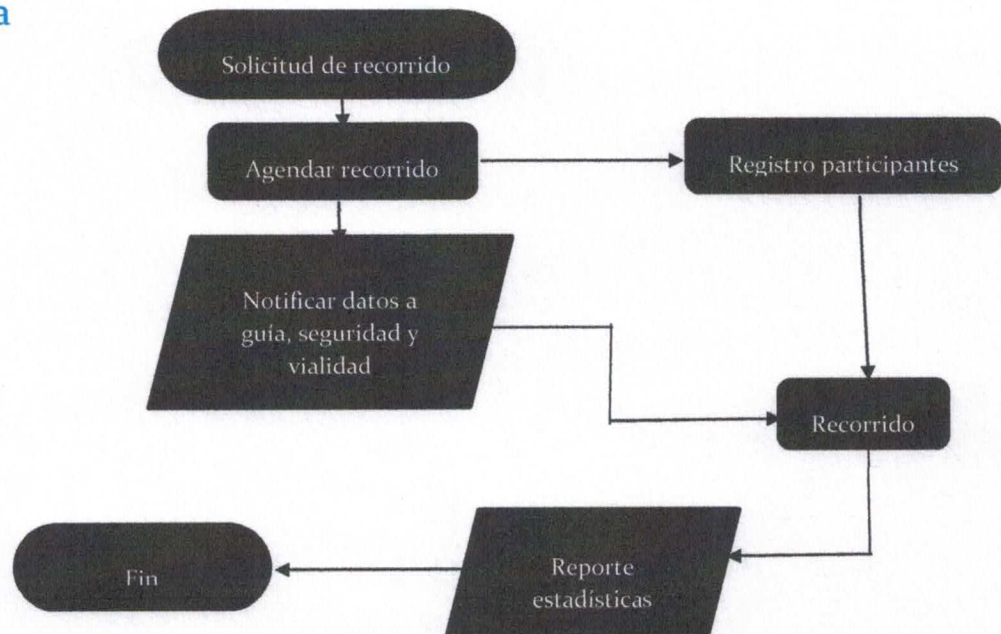 a
Solicitud de recorrido
Agendar recorrido
Registro participantes
Notificar datos a
guía, seguridad y
vialidad
Recorrido
Reporte
estadísticas
Fin